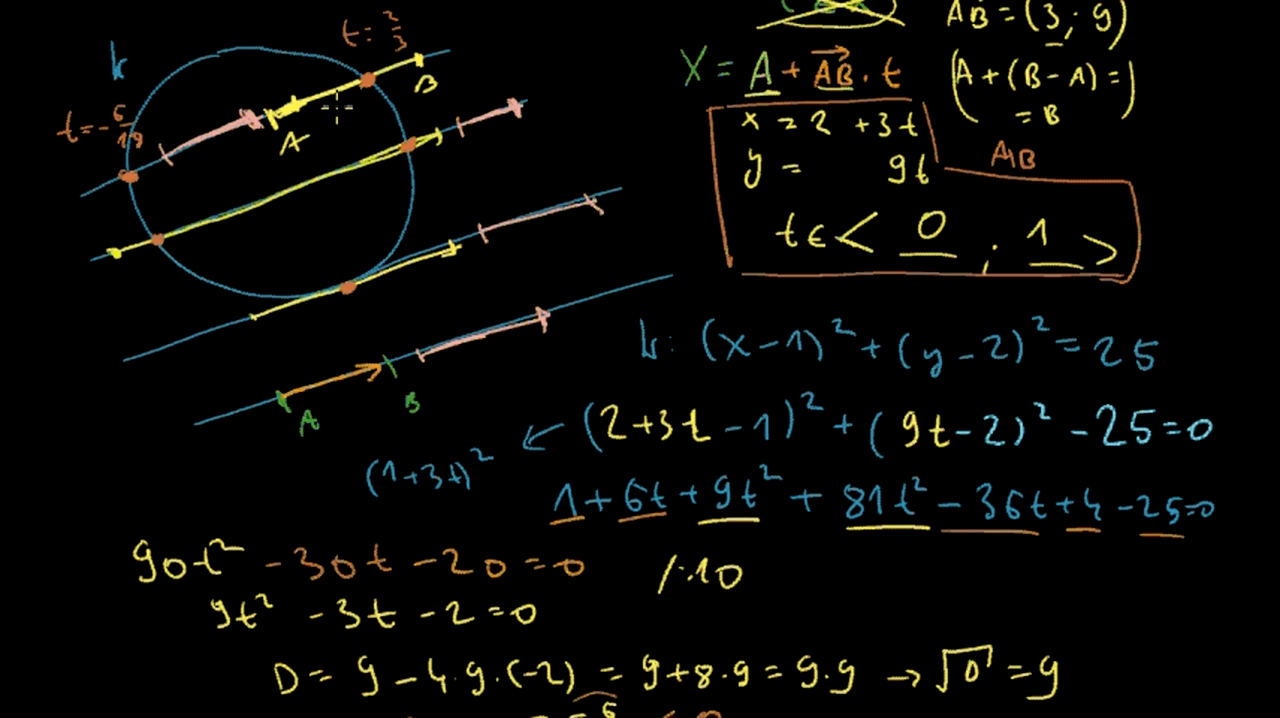 k
t = 2/3
B
t = -6/18
A
AB = (3; 9)
X = A + AB · t
(A + (B - A) =
= B)
x = 2 + 3t
y = 9t
AB
t ∈ < 0 ; 1 >
A B
k: (x - 1)² + (y - 2)² = 25
(1+3t)² ← (2+3t - 1)² + (9t - 2)² - 25 = 0
1 + 6t + 9t² + 81t² - 36t + 4 - 25 = 0
90t² - 30t - 20 = 0 /:10
9t² - 3t - 2 = 0
D = 9 - 4·9·(-2) = 9 + 8·9 = 9·9 → √D = 9